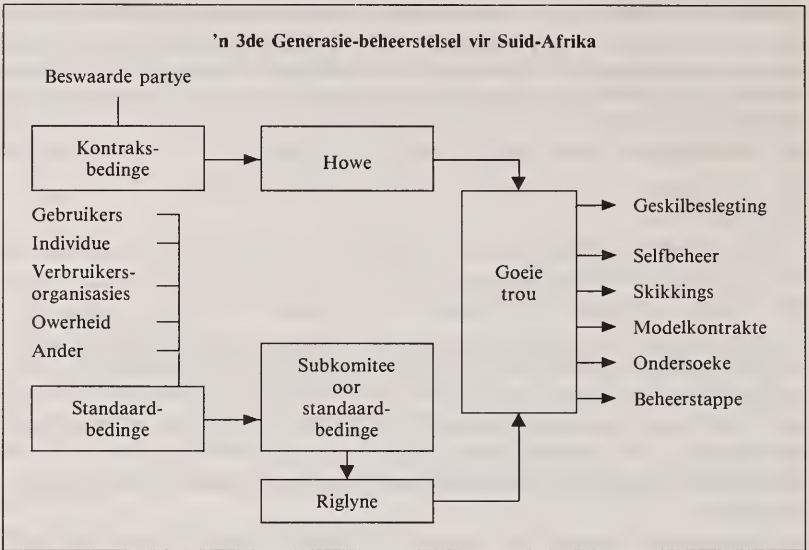 'n 3de Generasie-beheerstelsel vir Suid-Afrika
Beswaarde partye
Kontraks-
bedinge
Howe
Gebruikers
Individue
Verbruikers-
organisasies
Owerheid
Ander
Standaard-
bedinge
Subkomitee
oor
standaard-
bedinge
Riglyne
Goeie
trou
Geskilbeslegting
Selfbeheer
Skikkings
Modelkontrakte
Ondersoeke
Beheerstappe